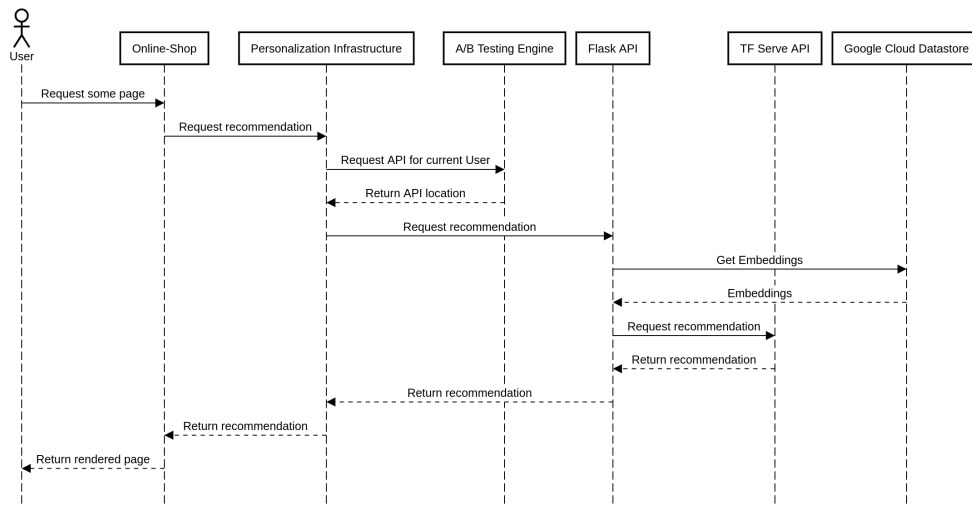 Online-Shop
Personalization Infrastructure
A/B Testing Engine
Flask API
TF Serve API
Google Cloud Datastore
User
Request some page
Request recommendation
Request API for current User
Return API location
Request recommendation
Get Embeddings
Embeddings
Request recommendation
Return recommendation
Return recommendation
Return recommendation
Return rendered page